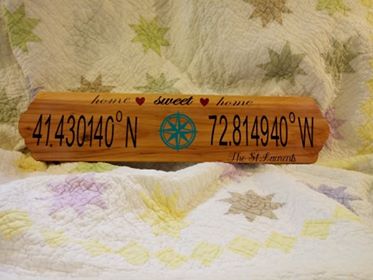 home sweet home
41.430140° N 72.814940° W
The St. Laurents